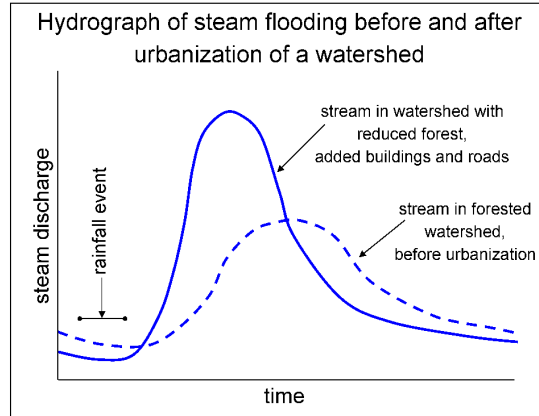 Hydrograph of steam flooding before and after
urbanization of a watershed
stream in watershed with
reduced forest,
added buildings and roads
stream in forested
watershed,
before urbanization
rainfall event
steam discharge
time